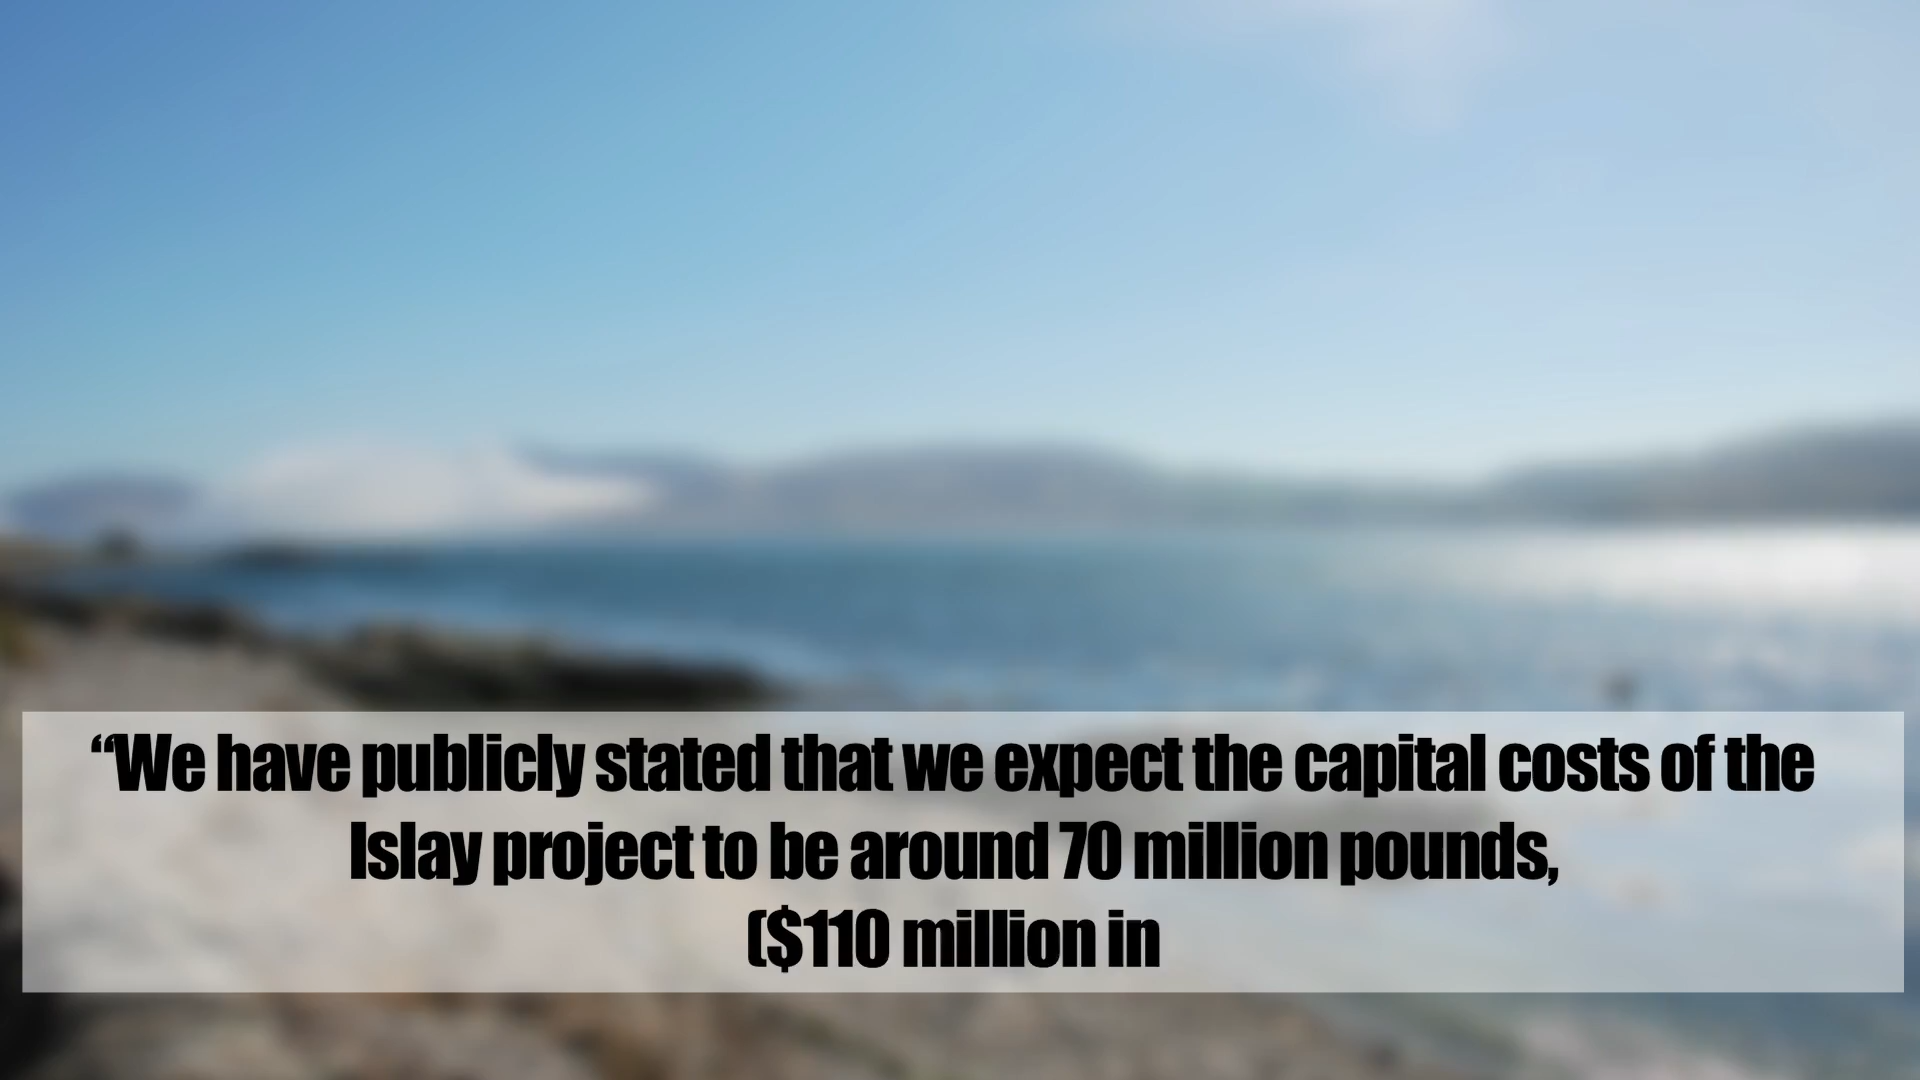 “We have publicly stated that we expect the capital costs of the
Islay project to be around 70 million pounds,
($110 million in